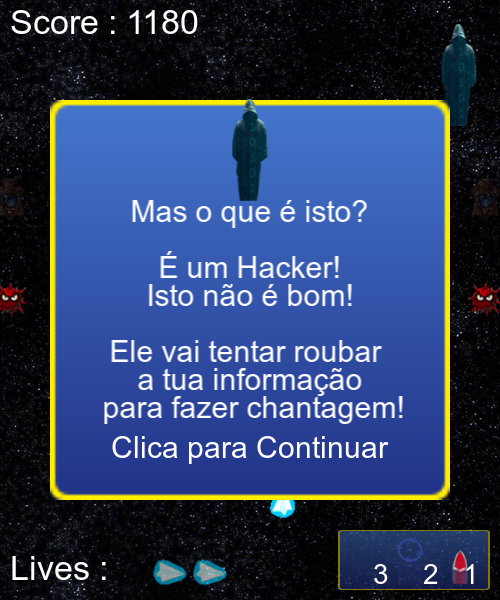 Score : 1180
Mas o que é isto?
É um Hacker!
Isto não é bom!
Ele vai tentar roubar
a tua informação
para fazer chantagem!
Clica para Continuar
Lives :
3 2 1